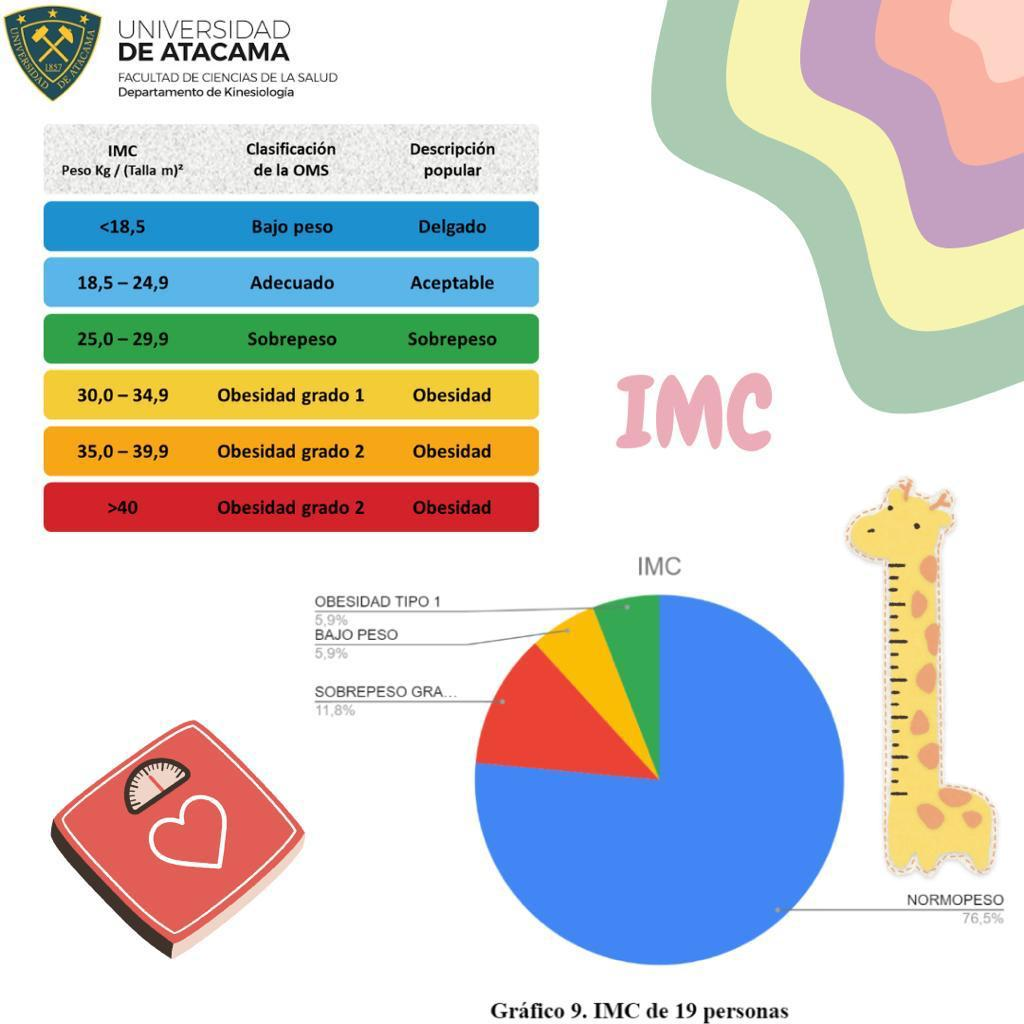 UNIVERSIDAD
DE ATACAMA
FACULTAD DE CIENCIAS DE LA SALUD
Departamento de Kinesiología
UNIVERSIDAD DE ATACAMA
1857
IMC Clasificación Descripción
Peso Kg / (Talla m)² de la OMS popular
<18,5 Bajo peso Delgado
18,5 – 24,9 Adecuado Aceptable
25,0 – 29,9 Sobrepeso Sobrepeso
30,0 – 34,9 Obesidad grado 1 Obesidad
35,0 – 39,9 Obesidad grado 2 Obesidad
>40 Obesidad grado 2 Obesidad
IMC
IMC
OBESIDAD TIPO 1
5,9%
BAJO PESO
5,9%
SOBREPESO GRA…
11,8%
NORMOPESO
76,5%
Gráfico 9. IMC de 19 personas